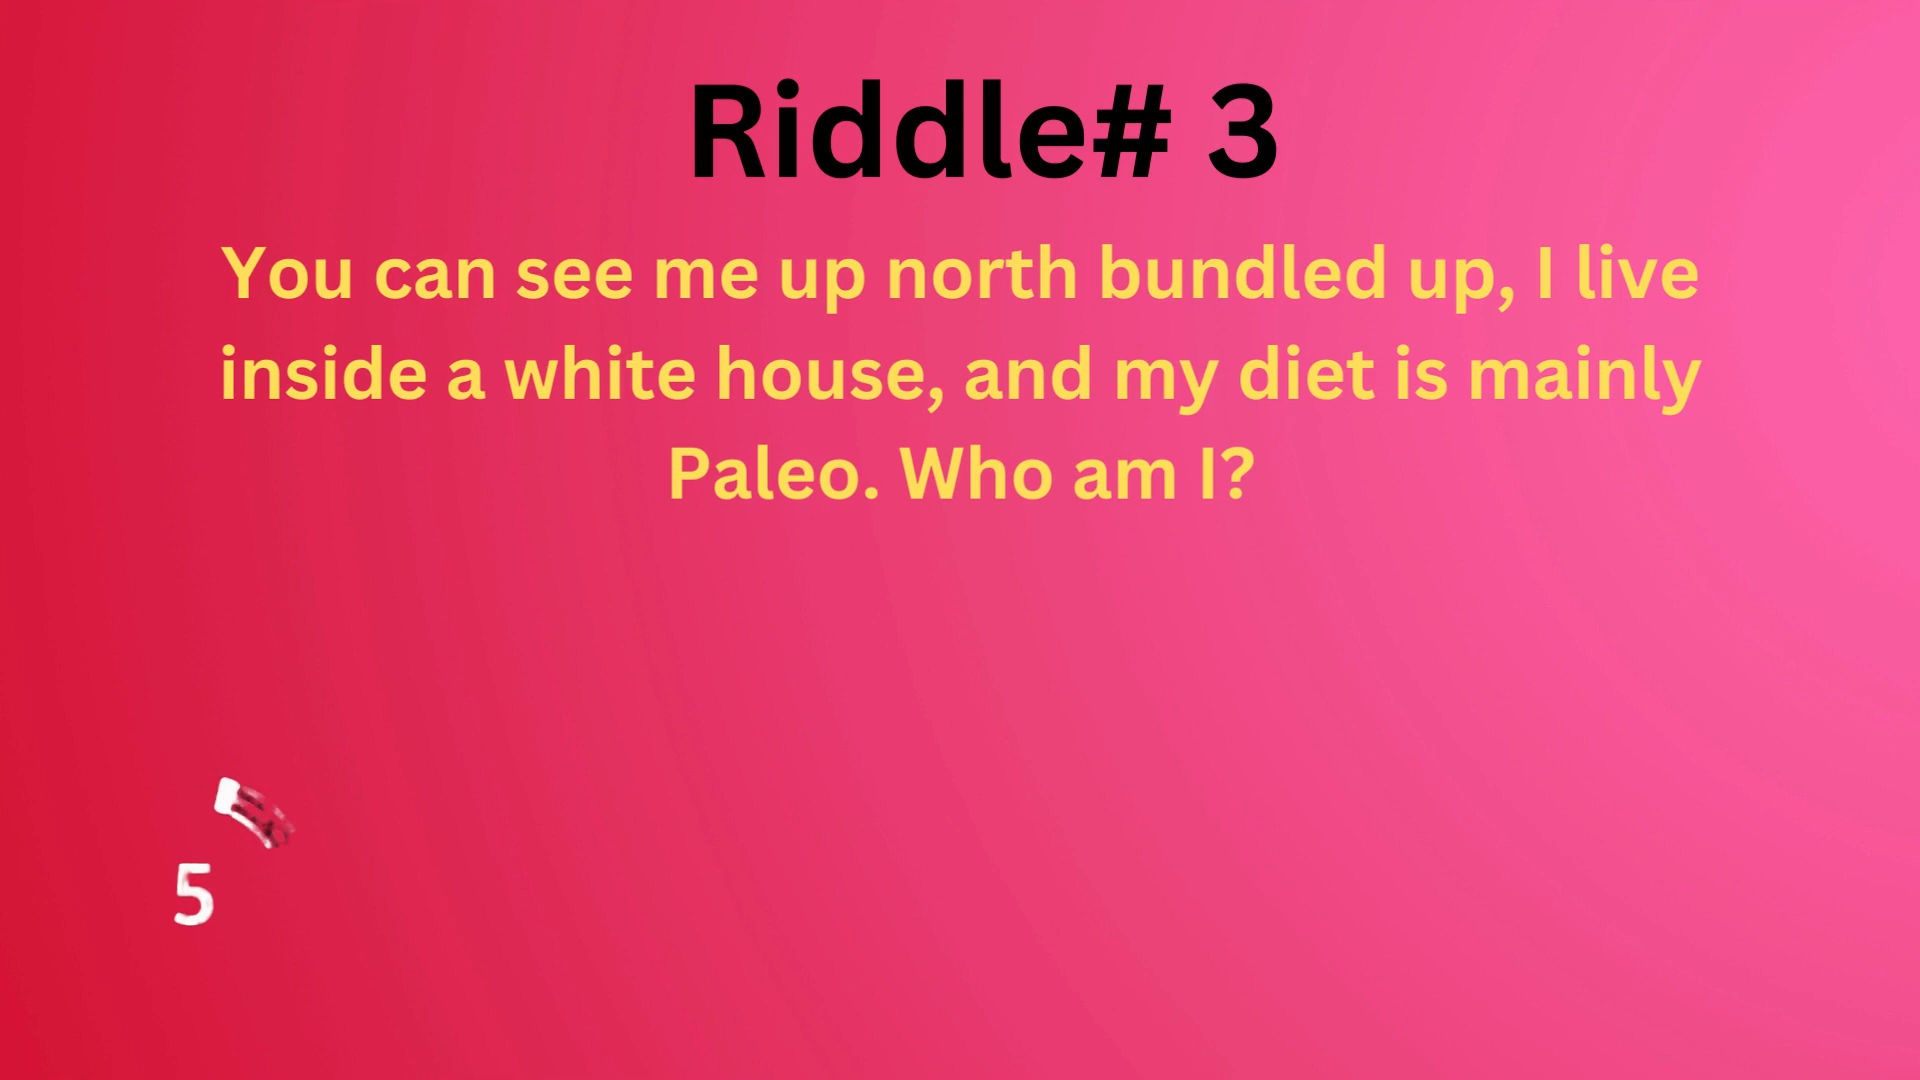 Riddle# 3
You can see me up north bundled up, I live
inside a white house, and my diet is mainly
Paleo. Who am I?
5